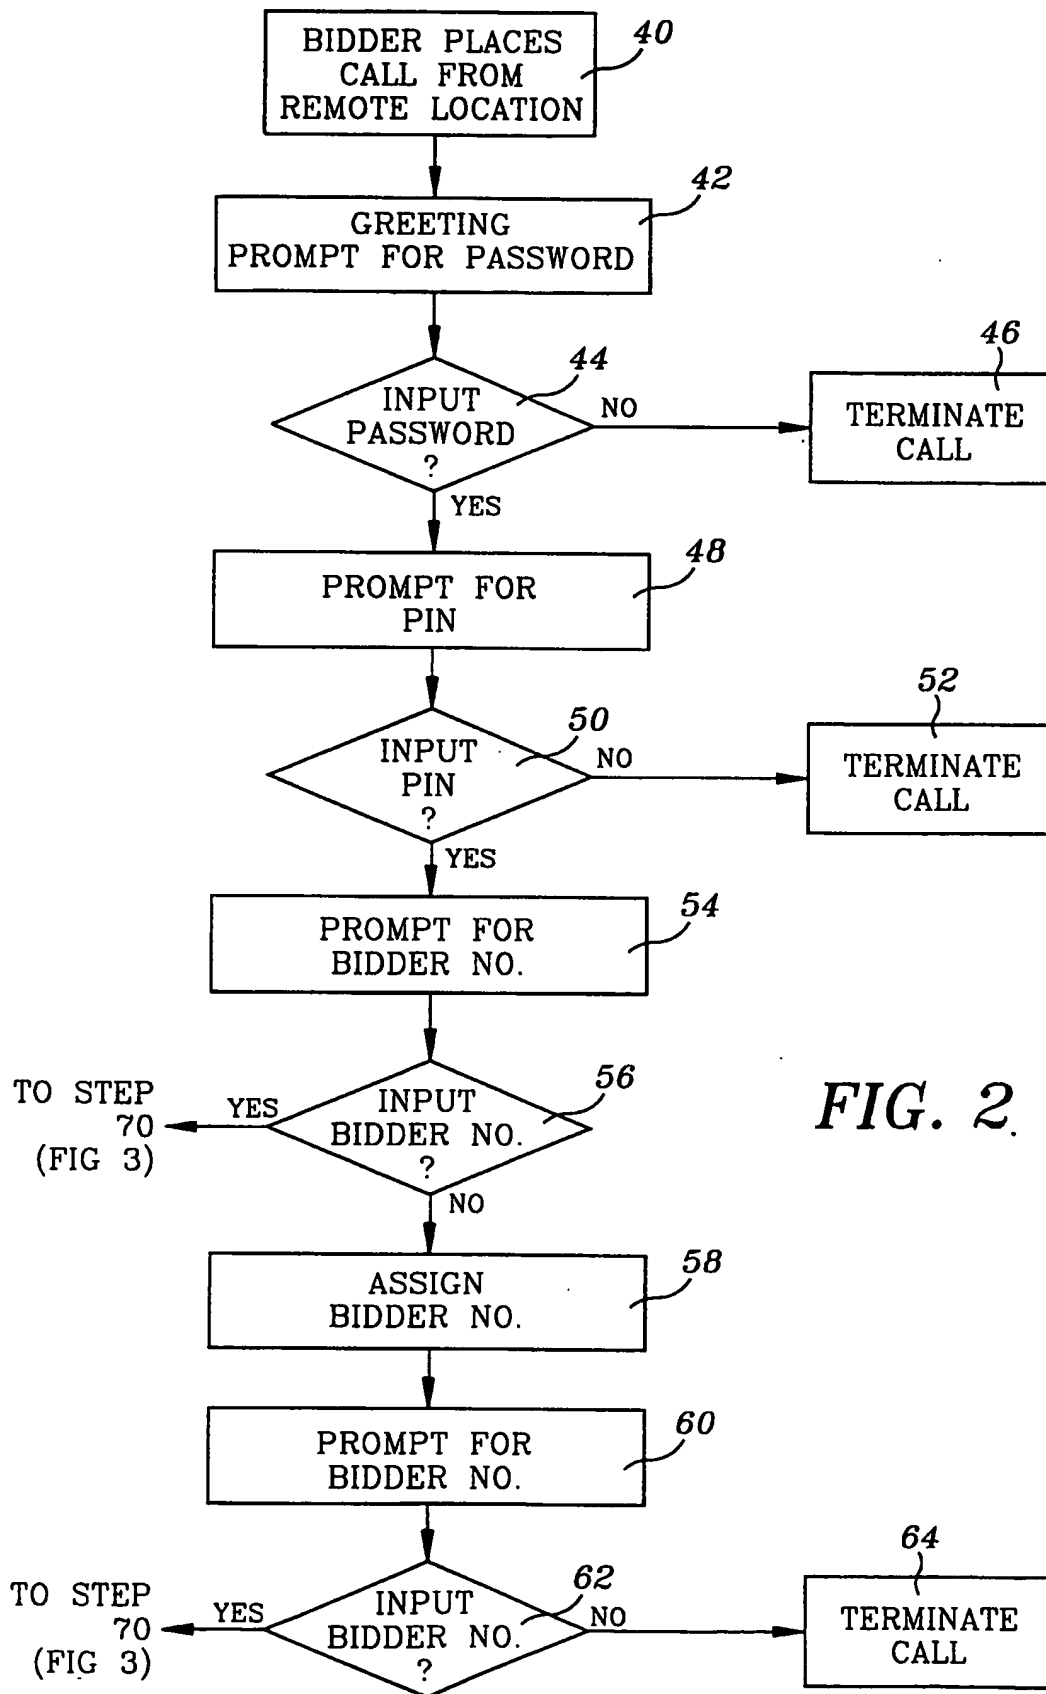 BIDDER PLACES
CALL FROM
REMOTE LOCATION
40
GREETING
PROMPT FOR PASSWORD
42
INPUT
PASSWORD
?
44
NO
YES
TERMINATE
CALL
46
PROMPT FOR
PIN
48
INPUT
PIN
?
50
NO
YES
TERMINATE
CALL
52
PROMPT FOR
BIDDER NO.
54
INPUT
BIDDER NO.
?
56
YES
TO STEP
70
(FIG 3)
NO
FIG. 2
ASSIGN
BIDDER NO.
58
PROMPT FOR
BIDDER NO.
60
INPUT
BIDDER NO.
?
62
YES
TO STEP
70
(FIG 3)
NO
TERMINATE
CALL
64